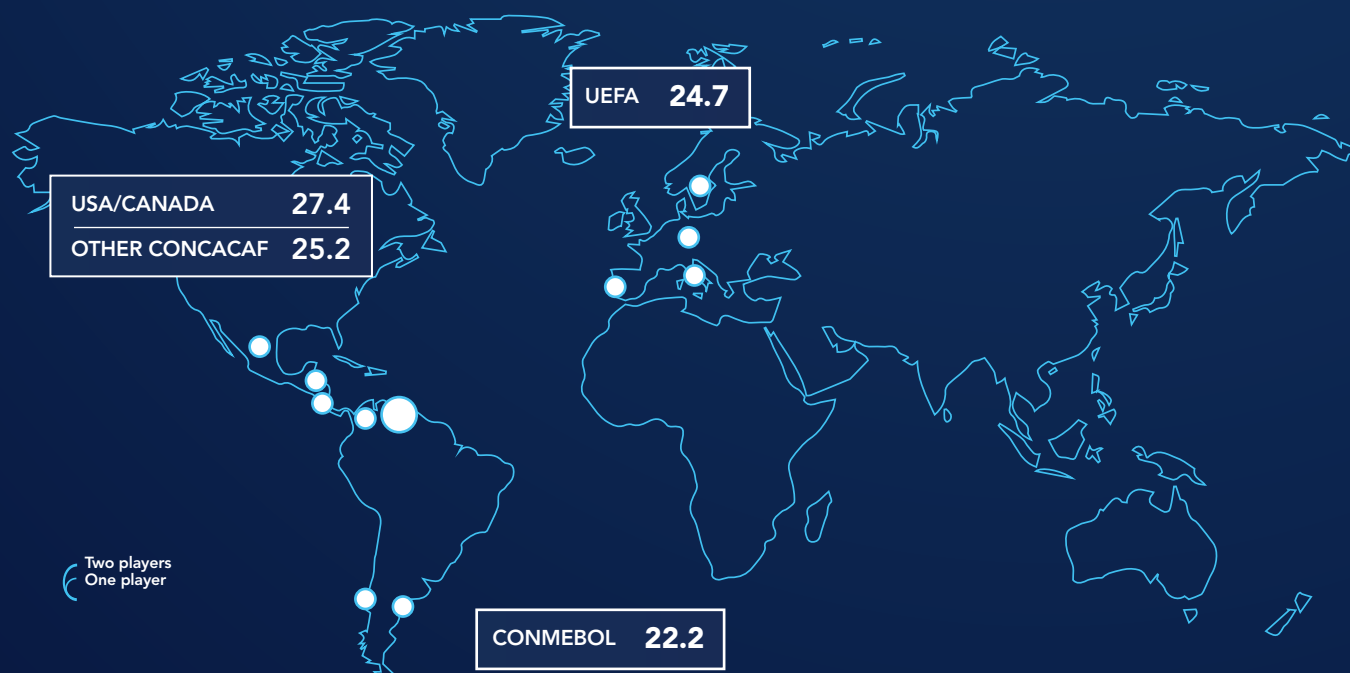 UEFA 24.7
USA/CANADA 27.4
OTHER CONCACAF 25.2
Two players
One player
CONMEBOL 22.2